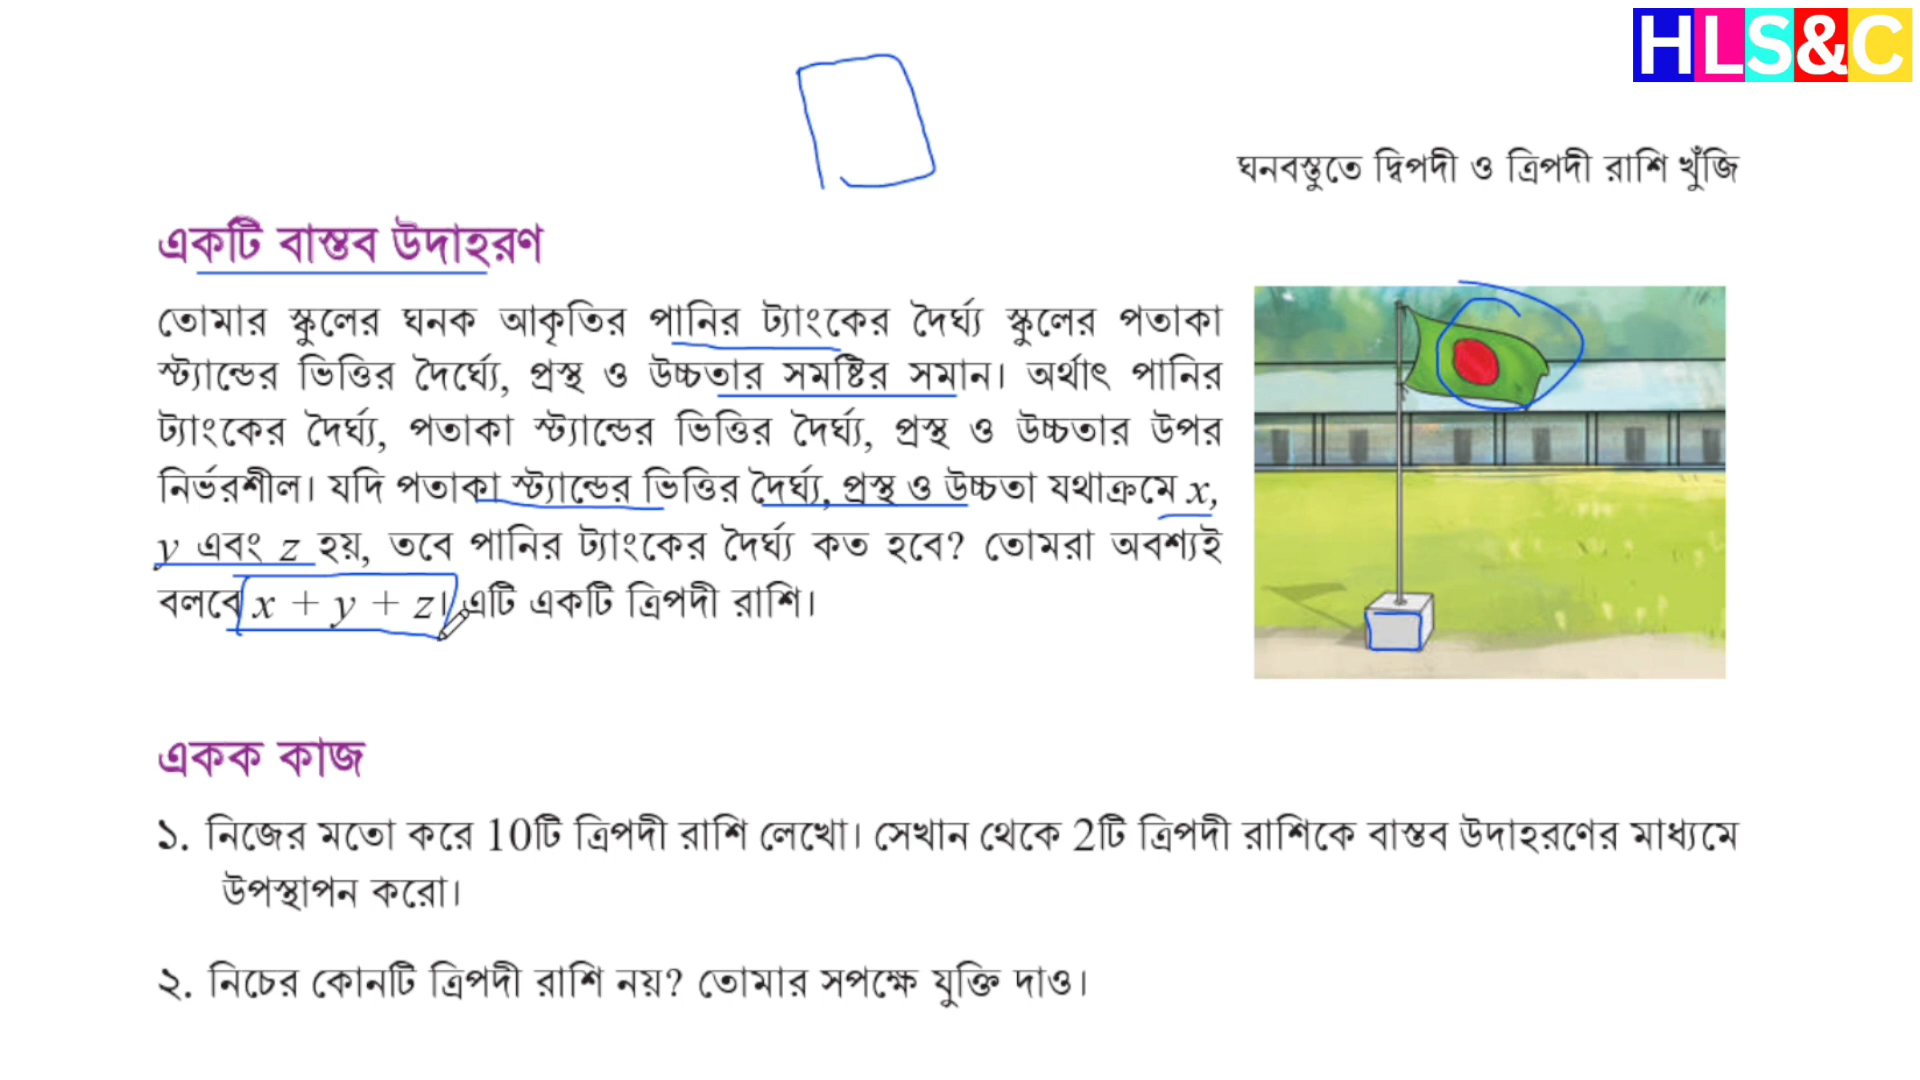 HLS&C
ঘনবস্তুতে দ্বিপদী ও ত্রিপদী রাশি খুঁজি
একটি বাস্তব উদাহরণ
তোমার স্কুলের ঘনক আকৃতির পানির ট্যাংকের দৈর্ঘ্য স্কুলের পতাকা
স্ট্যান্ডের ভিত্তির দৈর্ঘ্যে, প্রস্থ ও উচ্চতার সমষ্টির সমান। অর্থাৎ পানির
ট্যাংকের দৈর্ঘ্য, পতাকা স্ট্যান্ডের ভিত্তির দৈর্ঘ্য, প্রস্থ ও উচ্চতার উপর
নির্ভরশীল। যদি পতাকা স্ট্যান্ডের ভিত্তির দৈর্ঘ্য, প্রস্থ ও উচ্চতা যথাক্রমে x,
y এবং z হয়, তবে পানির ট্যাংকের দৈর্ঘ্য কত হবে? তোমরা অবশ্যই
বলবে x + y + z। এটি একটি ত্রিপদী রাশি।
একক কাজ
১. নিজের মতো করে 10টি ত্রিপদী রাশি লেখো। সেখান থেকে 2টি ত্রিপদী রাশিকে বাস্তব উদাহরণের মাধ্যমে
উপস্থাপন করো।
২. নিচের কোনটি ত্রিপদী রাশি নয়? তোমার সপক্ষে যুক্তি দাও।